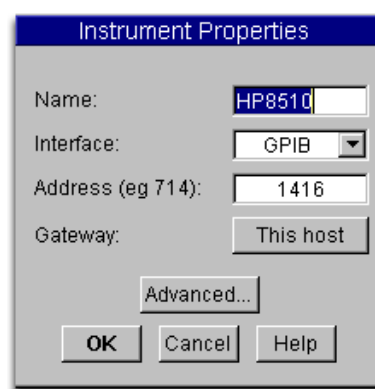 Instrument Properties
Name: HP8510
Interface: GPIB
Address (eg 714): 1416
Gateway: This host
Advanced...
OK Cancel Help